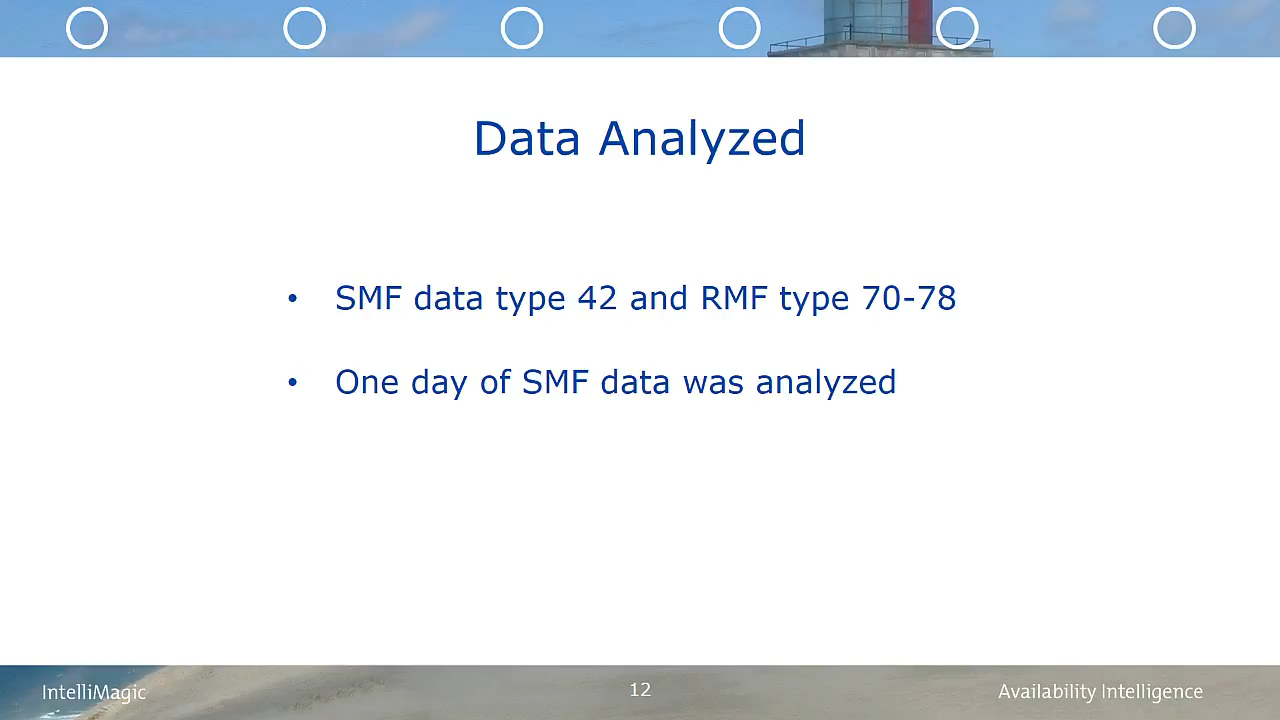 Data Analyzed
• SMF data type 42 and RMF type 70-78
• One day of SMF data was analyzed
IntelliMagic
12
Availability Intelligence